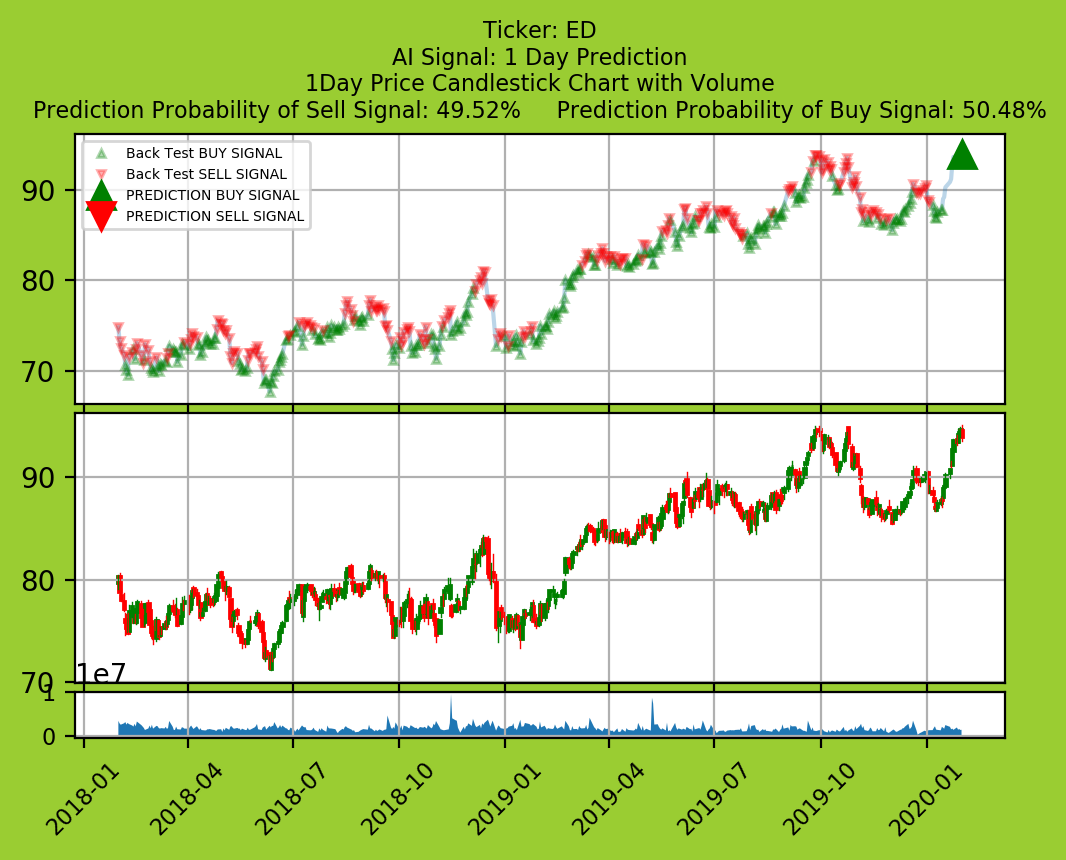 Ticker: ED
AI Signal: 1 Day Prediction
1Day Price Candlestick Chart with Volume
Prediction Probability of Sell Signal: 49.52% Prediction Probability of Buy Signal: 50.48%
Back Test BUY SIGNAL
Back Test SELL SIGNAL
PREDICTION BUY SIGNAL
PREDICTION SELL SIGNAL
90
80
70
90
80
70
1e7
1
0
2018-01
2018-04
2018-07
2018-10
2019-01
2019-04
2019-07
2019-10
2020-01